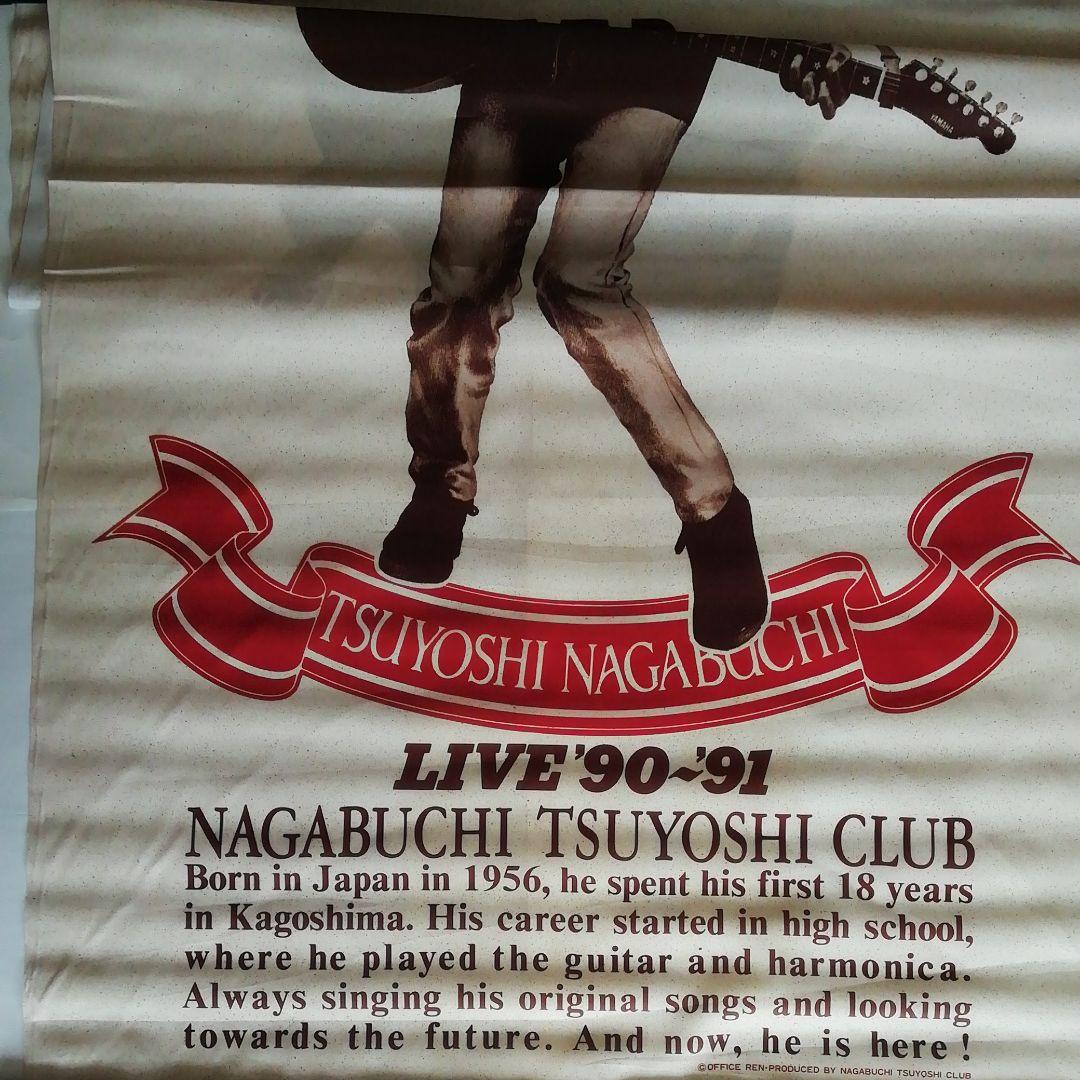 YAMAHA
TSUYOSHI NAGABUCHI
LIVE '90~'91
NAGABUCHI TSUYOSHI CLUB
Born in Japan in 1956, he spent his first 18 years
in Kagoshima. His career started in high school,
where he played the guitar and harmonica.
Always singing his original songs and looking
towards the future. And now, he is here !
©OFFICE REN-PRODUCED BY NAGABUCHI TSUYOSHI CLUB